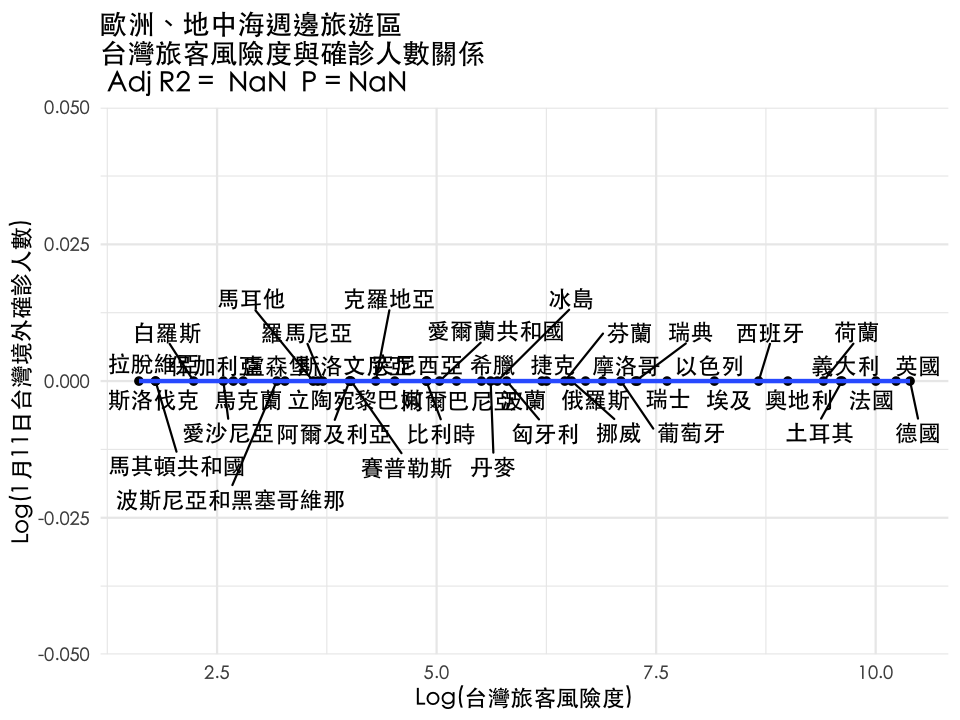 歐洲、地中海週邊旅遊區
台灣旅客風險度與確診人數關係
Adj R2 = NaN P = NaN
0.050
0.025
0.000
-0.025
-0.050
Log(1月11日台灣境外確診人數)
馬耳他 克羅地亞 冰島
白羅斯 羅馬尼亞 愛爾蘭共和國 芬蘭 瑞典 西班牙 荷蘭
拉脫維亞 保加利亞 盧森堡 斯洛文尼亞 突尼西亞 希臘 捷克 摩洛哥 以色列 義大利 英國
斯洛伐克 烏克蘭 立陶宛 黎巴嫩 阿爾巴尼亞 波蘭 俄羅斯 瑞士 埃及 奧地利 法國
愛沙尼亞 阿爾及利亞 比利時 匈牙利 挪威 葡萄牙 土耳其 德國
馬其頓共和國 賽普勒斯 丹麥
波斯尼亞和黑塞哥維那
2.5 5.0 7.5 10.0
Log(台灣旅客風險度)